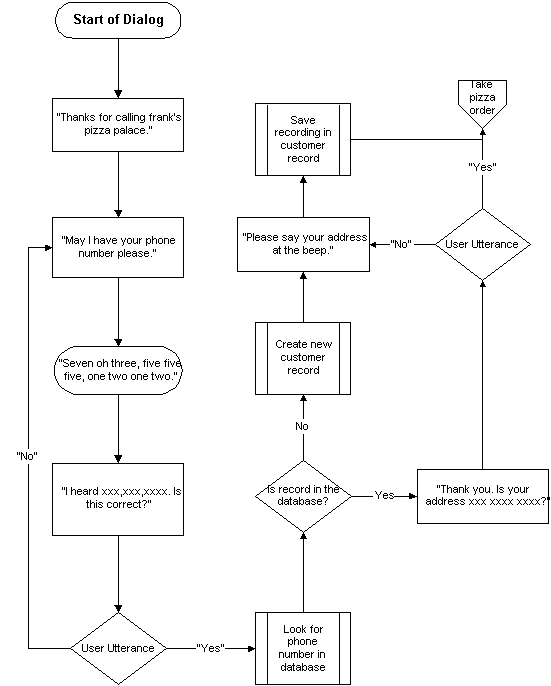 Start of Dialog
"Thanks for calling frank's
pizza palace."
"May I have your phone
number please."
"Seven oh three, five five
five, one two one two."
"No"
"I heard xxx,xxx,xxxx. Is
this correct?"
User Utterance
"Yes"
Look for
phone
number in
database
Is record in the
database?
No
Yes
Create new
customer
record
"Please say your address
at the beep."
Save
recording in
customer
record
"Thank you. Is your
address xxx xxxx xxxx?
User Utterance
"No"
"Yes"
Take
pizza
order